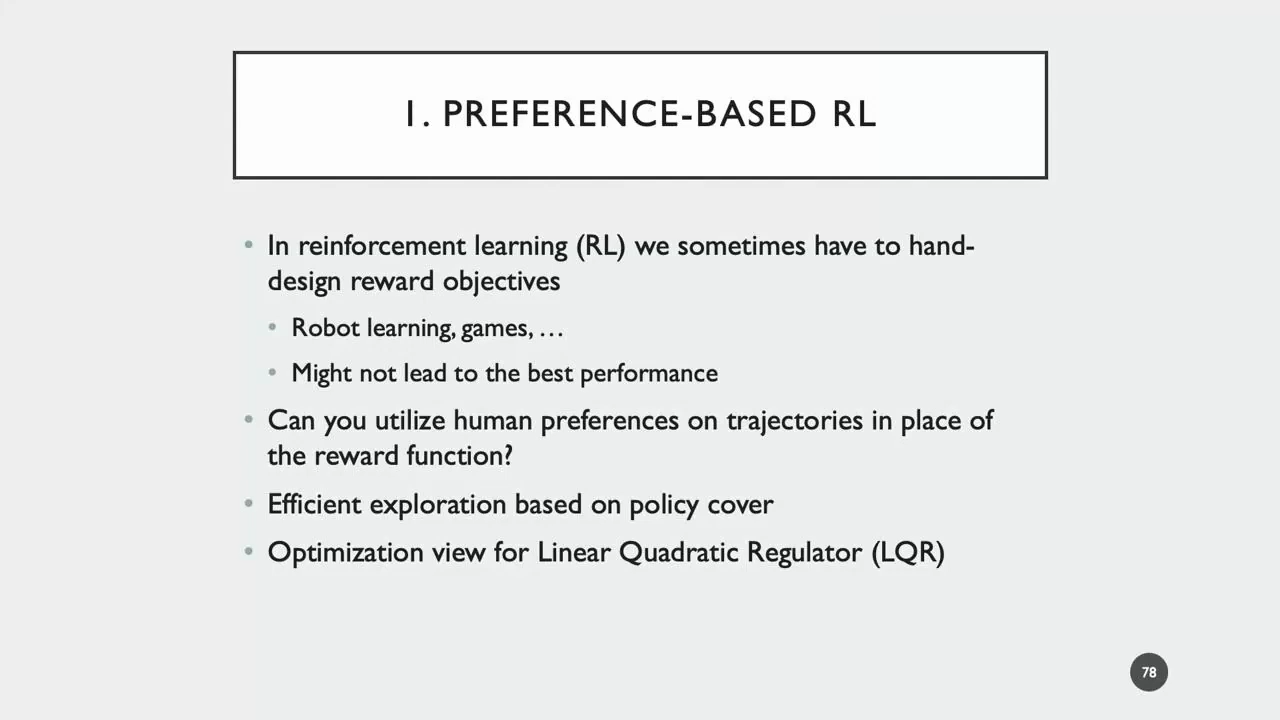 1. PREFERENCE-BASED RL
• In reinforcement learning (RL) we sometimes have to hand-
design reward objectives
• Robot learning, games, …
• Might not lead to the best performance
• Can you utilize human preferences on trajectories in place of
the reward function?
• Efficient exploration based on policy cover
• Optimization view for Linear Quadratic Regulator (LQR)
78